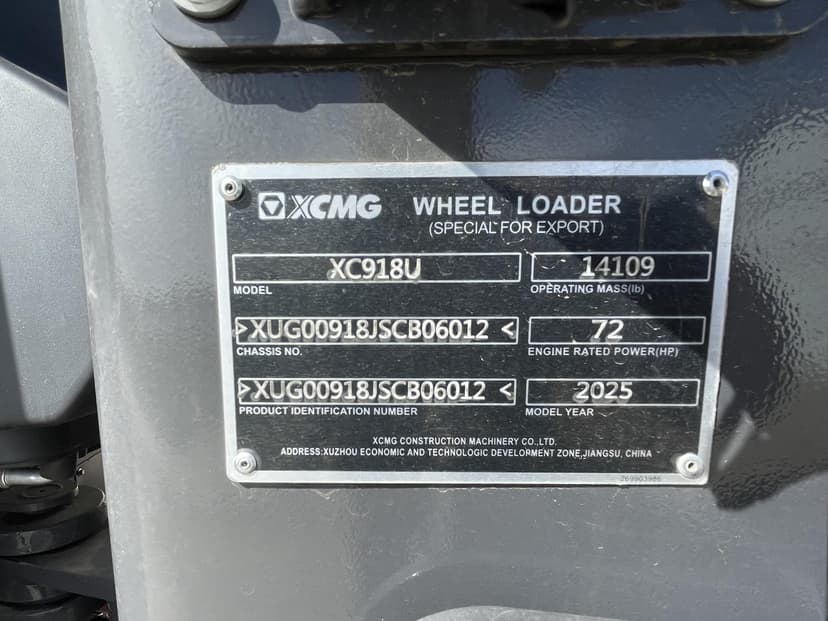 XCMG WHEEL LOADER
(SPECIAL FOR EXPORT)
XC918U 14109
MODEL OPERATING MASS(lb)
>XUG00918JSCB06012< 72
CHASSIS NO. ENGINE RATED POWER(HP)
>XUG00918JSCB06012< 2025
PRODUCT IDENTIFICATION NUMBER MODEL YEAR
XCMG CONSTRUCTION MACHINERY CO.,LTD.
ADDRESS:XUZHOU ECONOMIC AND TECHNOLOGIC DEVELOPMENT ZONE,JIANGSU, CHINA
269903986